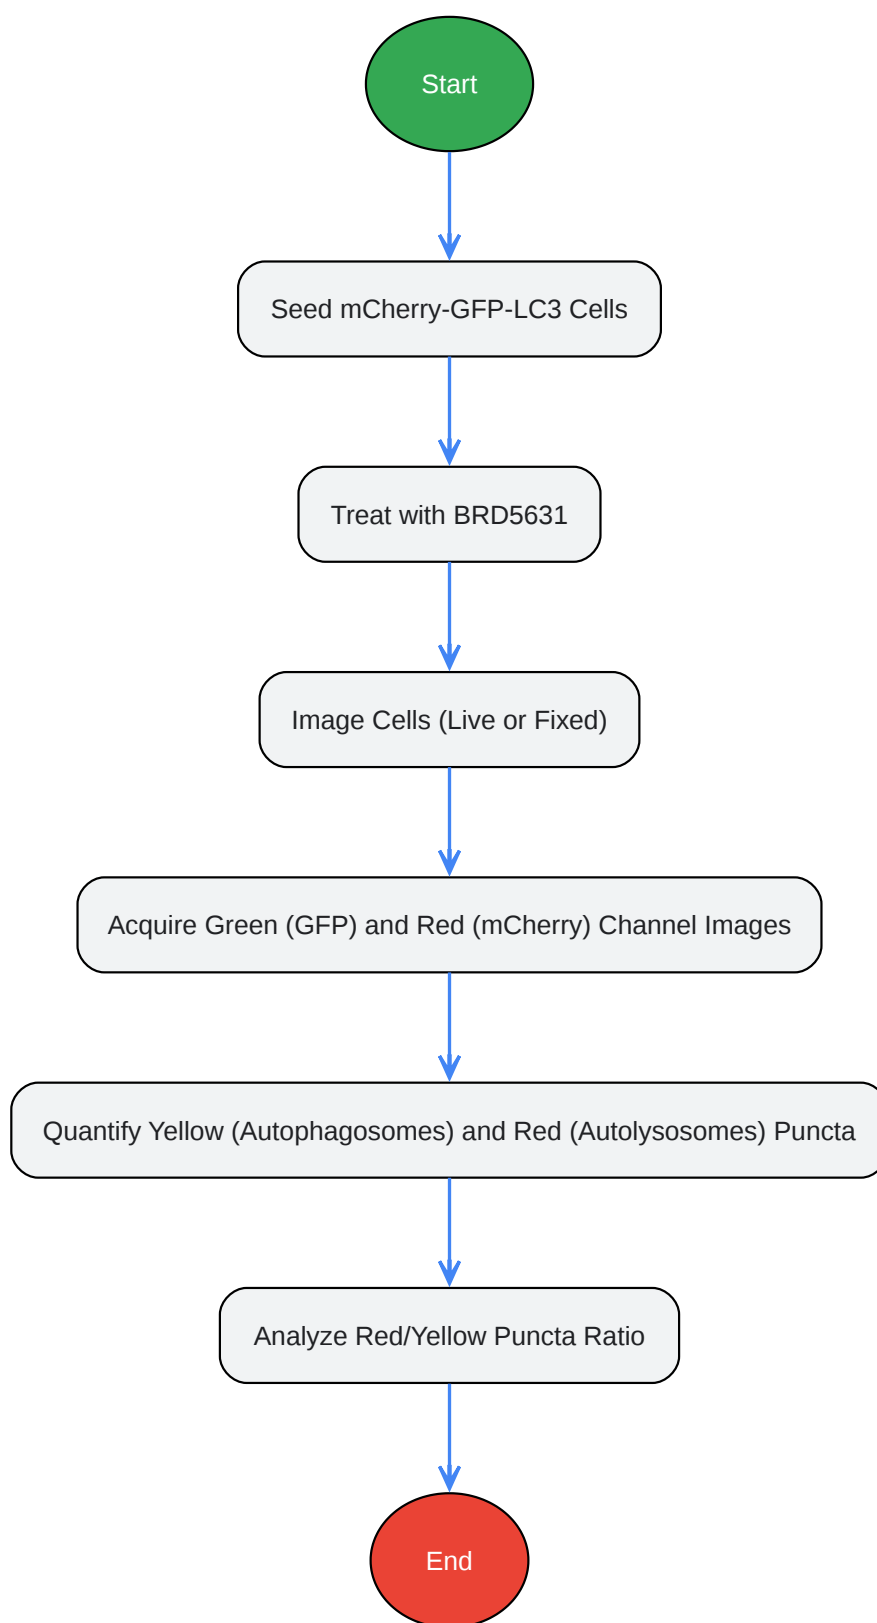 Start
Seed mCherry-GFP-LC3 Cells
Treat with BRD5631
Image Cells (Live or Fixed)
Acquire Green (GFP) and Red (mCherry) Channel Images
Quantify Yellow (Autophagosomes) and Red (Autolysosomes) Puncta
Analyze Red/Yellow Puncta Ratio
End